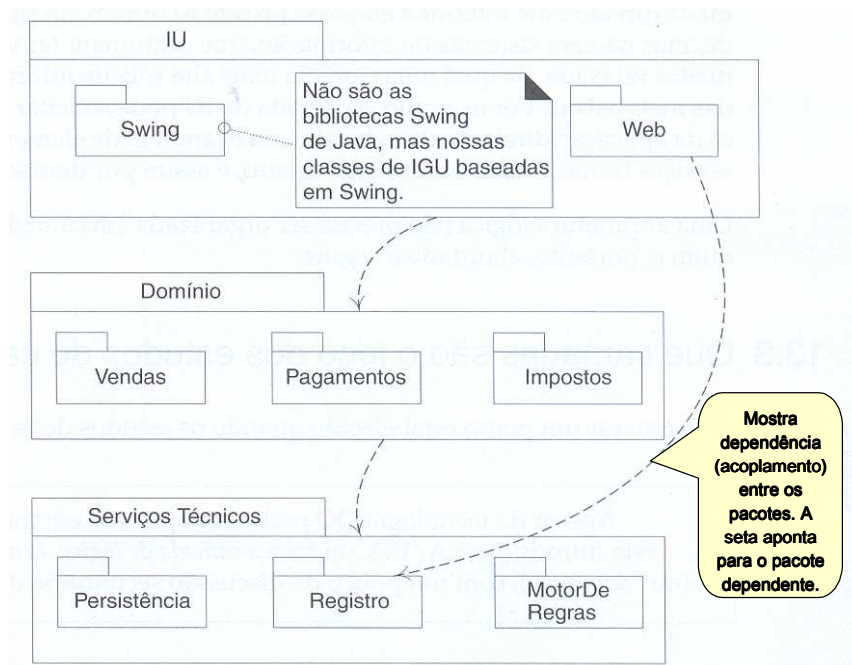 IU
Swing
Não são as
bibliotecas Swing
de Java, mas nossas
classes de IGU baseadas
em Swing.
Web
Domínio
Vendas
Pagamentos
Impostos
Mostra
dependência
(acoplamento)
entre os
pacotes. A
seta aponta
para o pacote
dependente.
Serviços Técnicos
Persistência
Registro
MotorDe
Regras